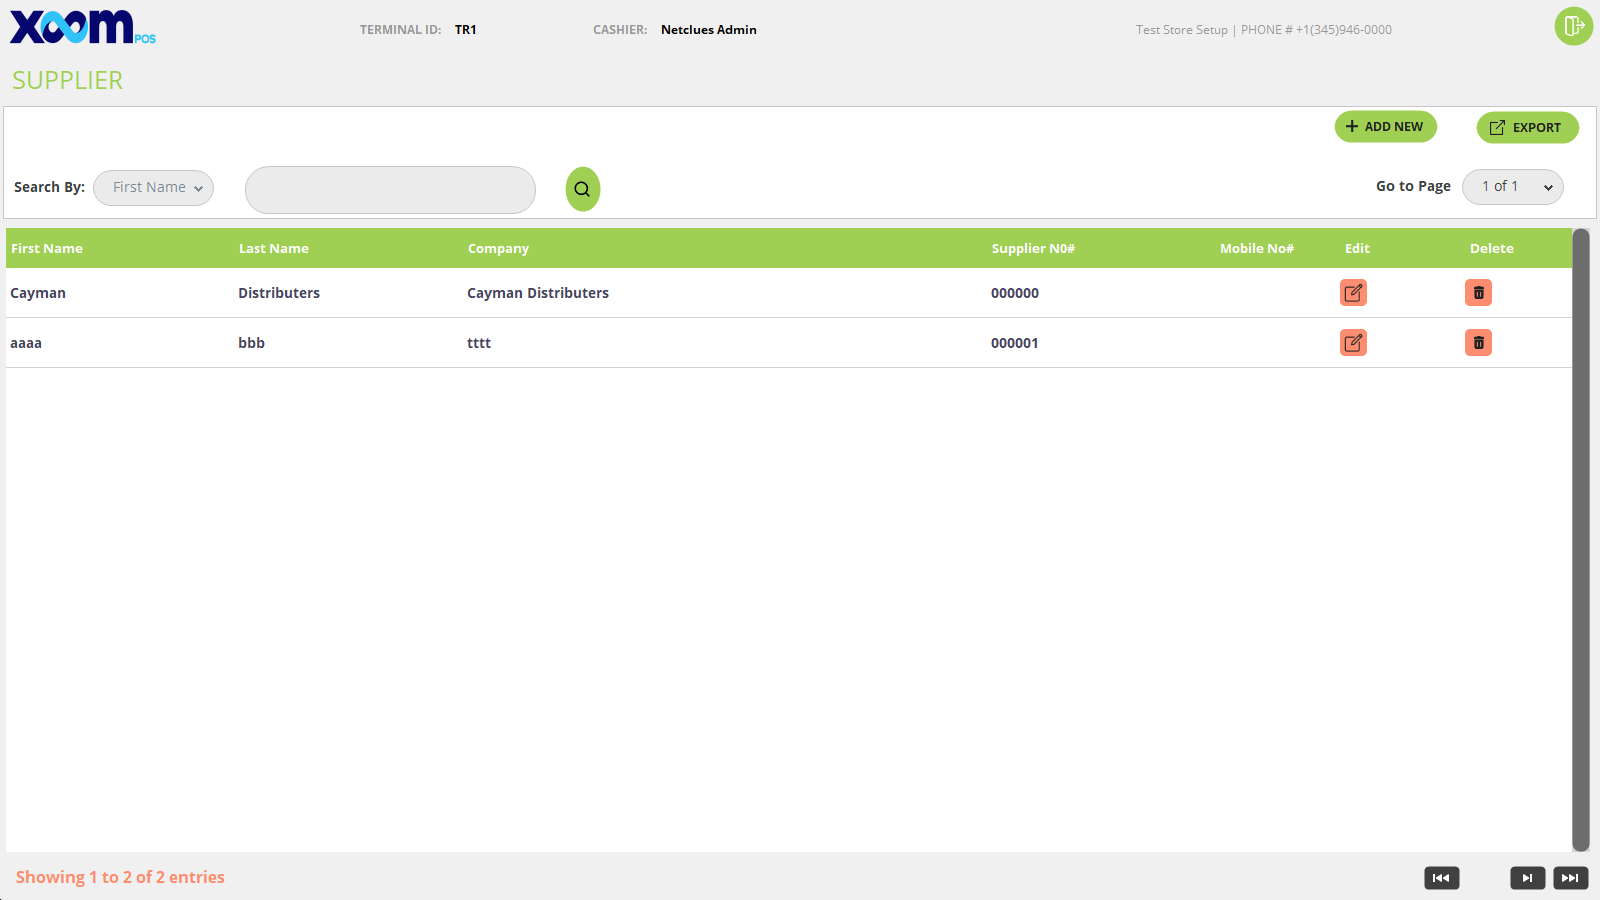 xoom POS
TERMINAL ID: TR1
CASHIER: Netclues Admin
Test Store Setup | PHONE # +1(345)946-0000
SUPPLIER
ADD NEW
EXPORT
Search By: First Name
Go to Page 1 of 1
First Name Last Name Company Supplier N0# Mobile No# Edit Delete
Cayman Distributers Cayman Distributers 000000
aaaa bbb tttt 000001
Showing 1 to 2 of 2 entries